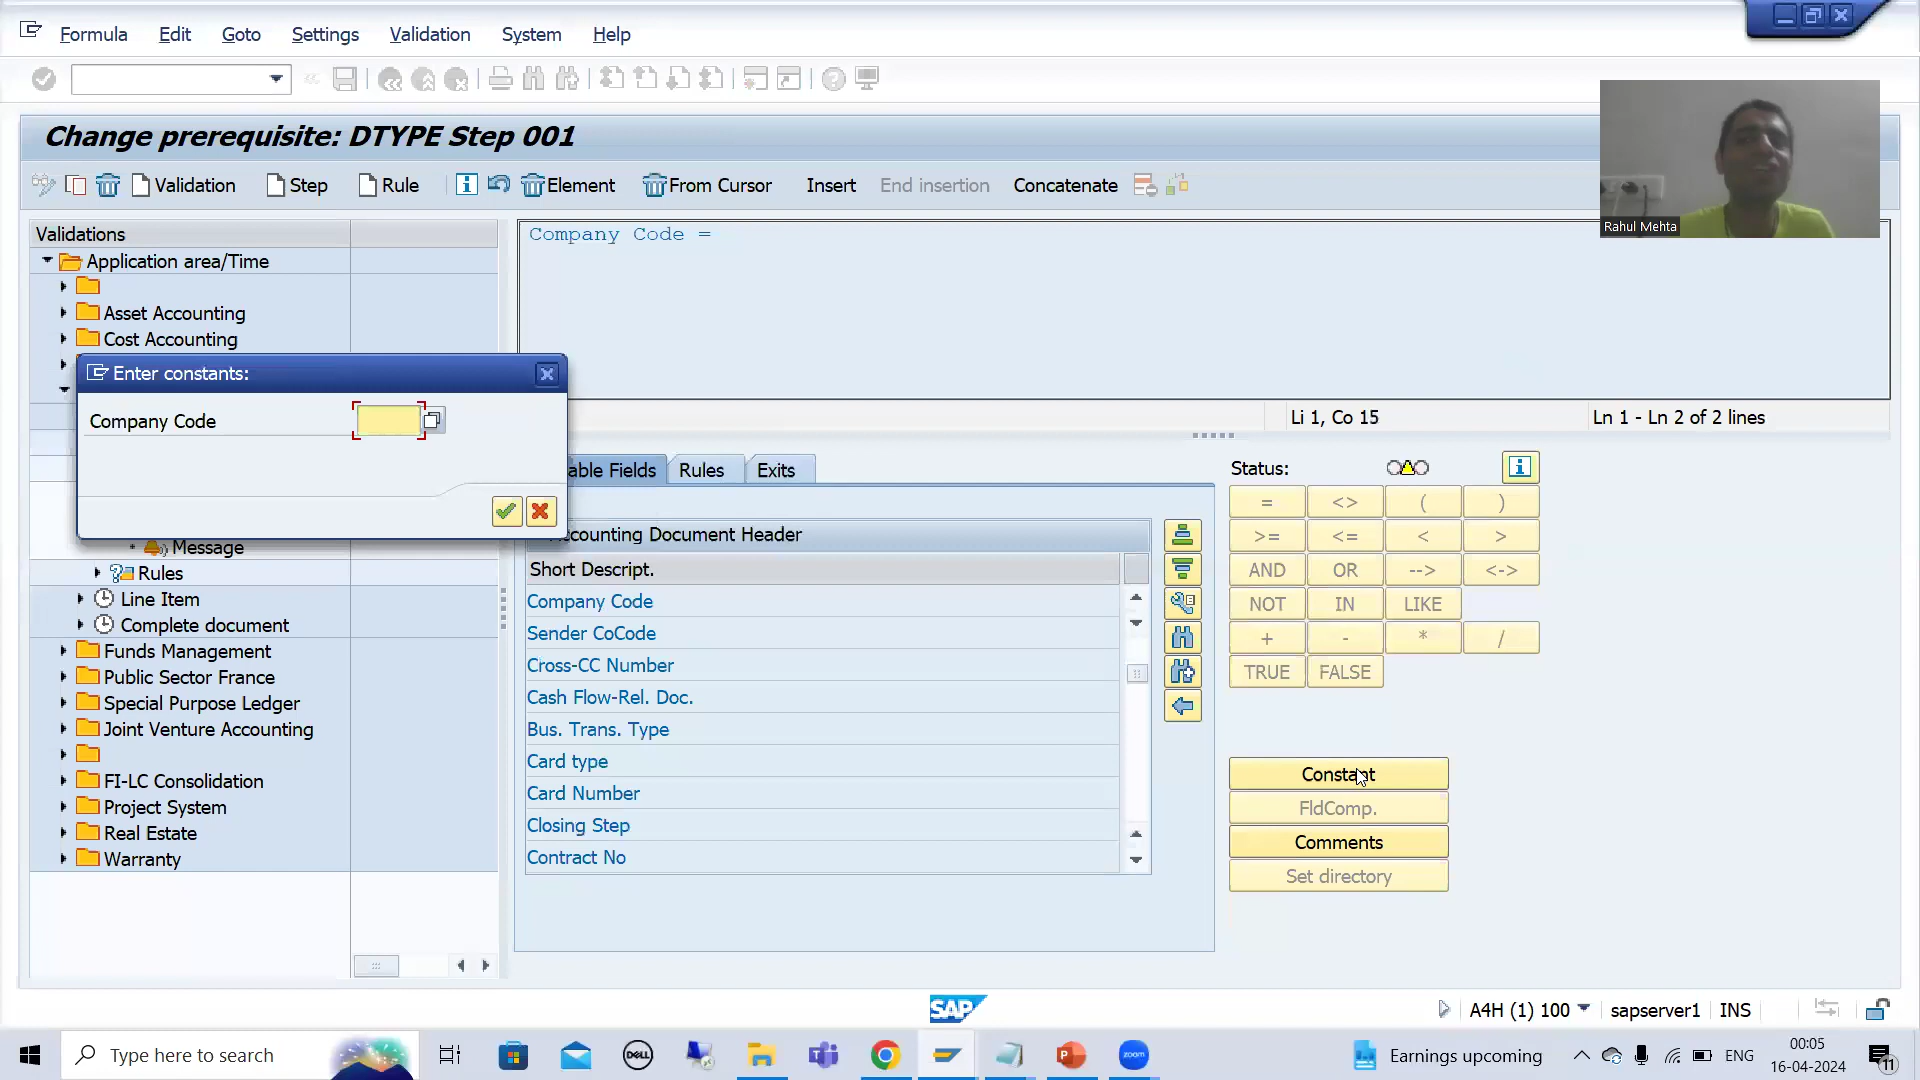 Formula Edit Goto Settings Validation System Help
Change prerequisite: DTYPE Step 001
Validation Step Rule Element From Cursor Insert End insertion Concatenate
Rahul Mehta
Validations
Application area/Time
Asset Accounting
Cost Accounting
Message
Rules
Line Item
Complete document
Funds Management
Public Sector France
Special Purpose Ledger
Joint Venture Accounting
FI-LC Consolidation
Project System
Real Estate
Warranty
Enter constants:
Company Code
Company Code =
Li 1, Co 15 Ln 1 - Ln 2 of 2 lines
able Fields Rules Exits
Accounting Document Header
Short Descript.
Company Code
Sender CoCode
Cross-CC Number
Cash Flow-Rel. Doc.
Bus. Trans. Type
Card type
Card Number
Closing Step
Contract No
Status:
= <> ( )
>= <= < >
AND OR --> <->
NOT IN LIKE
+ - * /
TRUE FALSE
Constant
FldComp.
Comments
Set directory
SAP
A4H (1) 100 sapserver1 INS
Type here to search
DELL
zoom
Earnings upcoming
ENG
00:05
16-04-2024
11